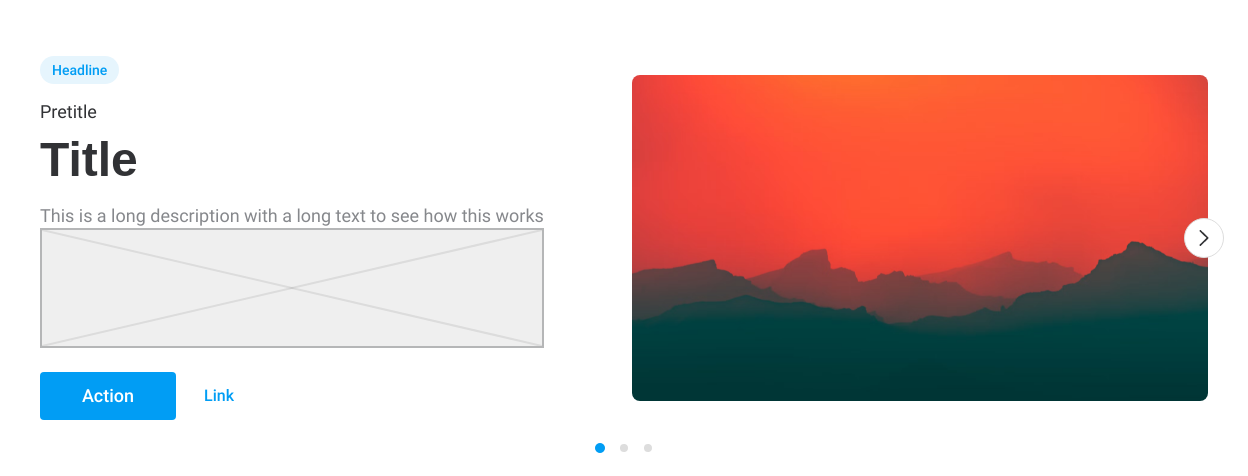 Headline
Pretitle
Title
This is a long description with a long text to see how this works
Action
Link